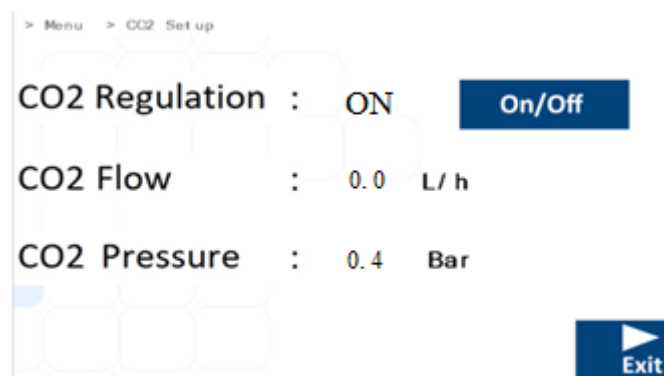 > Menu > CO2 Set up
CO2 Regulation : ON On/Off
CO2 Flow : 0.0 L/ h
CO2 Pressure : 0.4 Bar
Exit